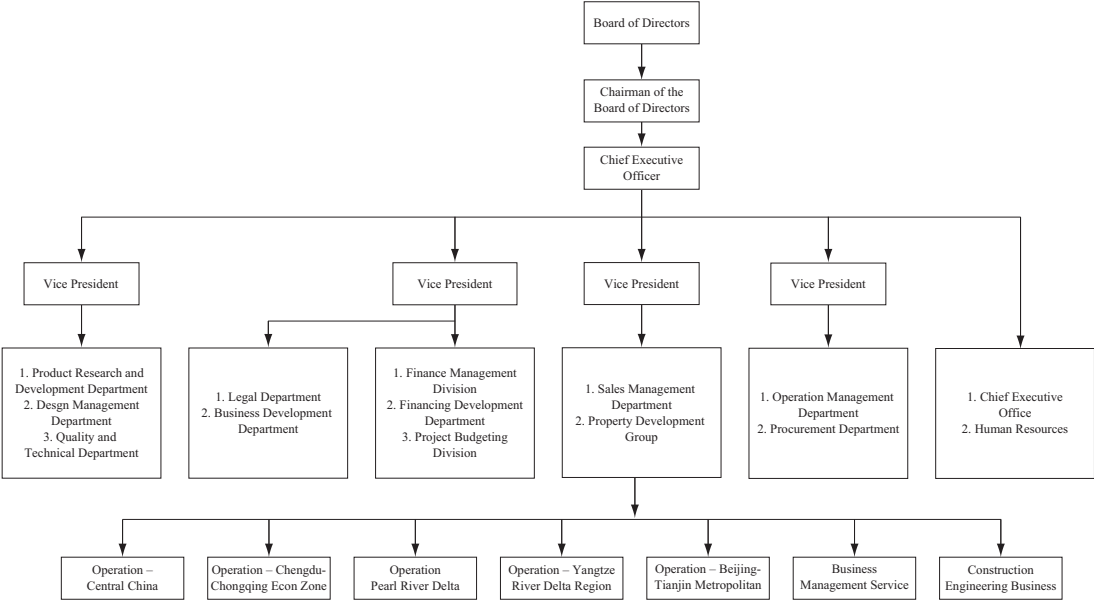 Board of Directors
Chairman of the
Board of Directors
Chief Executive
Officer
Vice President
Vice President
Vice President
Vice President
1. Product Research and
Development Department
2. Desgn Management
Department
3. Quality and
Technical Department
1. Legal Department
2. Business Development
Department
1. Finance Management
Division
2. Financing Development
Department
3. Project Budgeting
Division
1. Sales Management
Department
2. Property Development
Group
1. Operation Management
Department
2. Procurement Department
1. Chief Executive
Office
2. Human Resources
Operation –
Central China
Operation – Chengdu-
Chongqing Econ Zone
Operation
Pearl River Delta
Operation – Yangtze
River Delta Region
Operation – Beijing-
Tianjin Metropolitan
Business
Management Service
Construction
Engineering Business